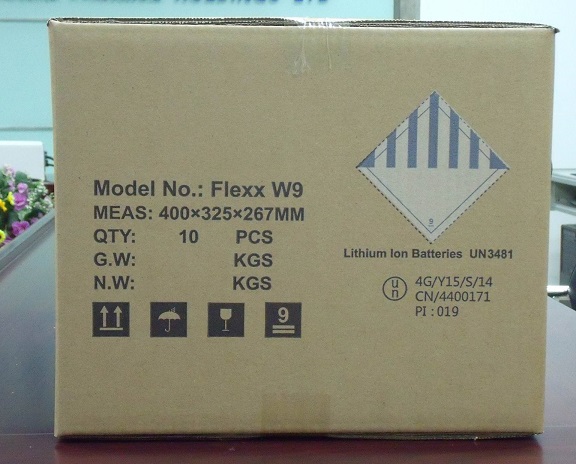 Model No.: Flexx W9
MEAS: 400×325×267MM
QTY: 10 PCS
G.W: KGS
N.W: KGS
9
9
Lithium Ion Batteries UN3481
un
4G/Y15/S/14
CN/4400171
PI : 019